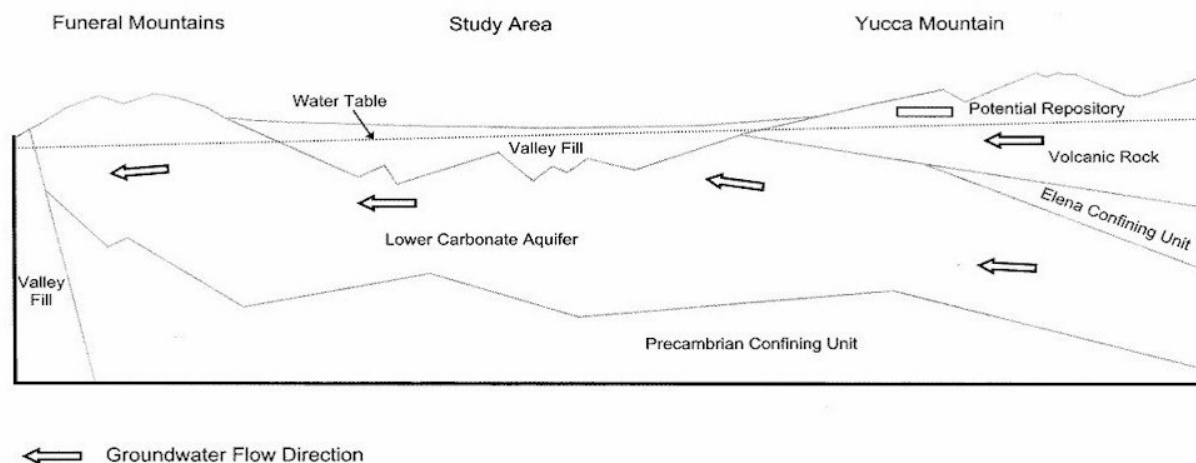 Funeral Mountains
Study Area
Yucca Mountain
Water Table
Potential Repository
Valley Fill
Volcanic Rock
Elena Confining Unit
Lower Carbonate Aquifer
Valley
Fill
Precambrian Confining Unit
Groundwater Flow Direction